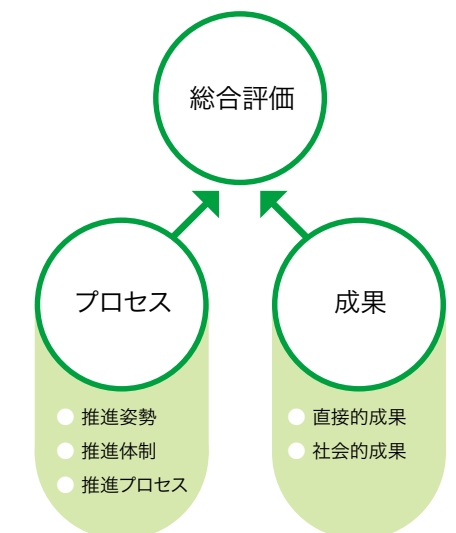 総合評価
プロセス
推進姿勢
推進体制
推進プロセス
成果
直接的成果
社会的成果